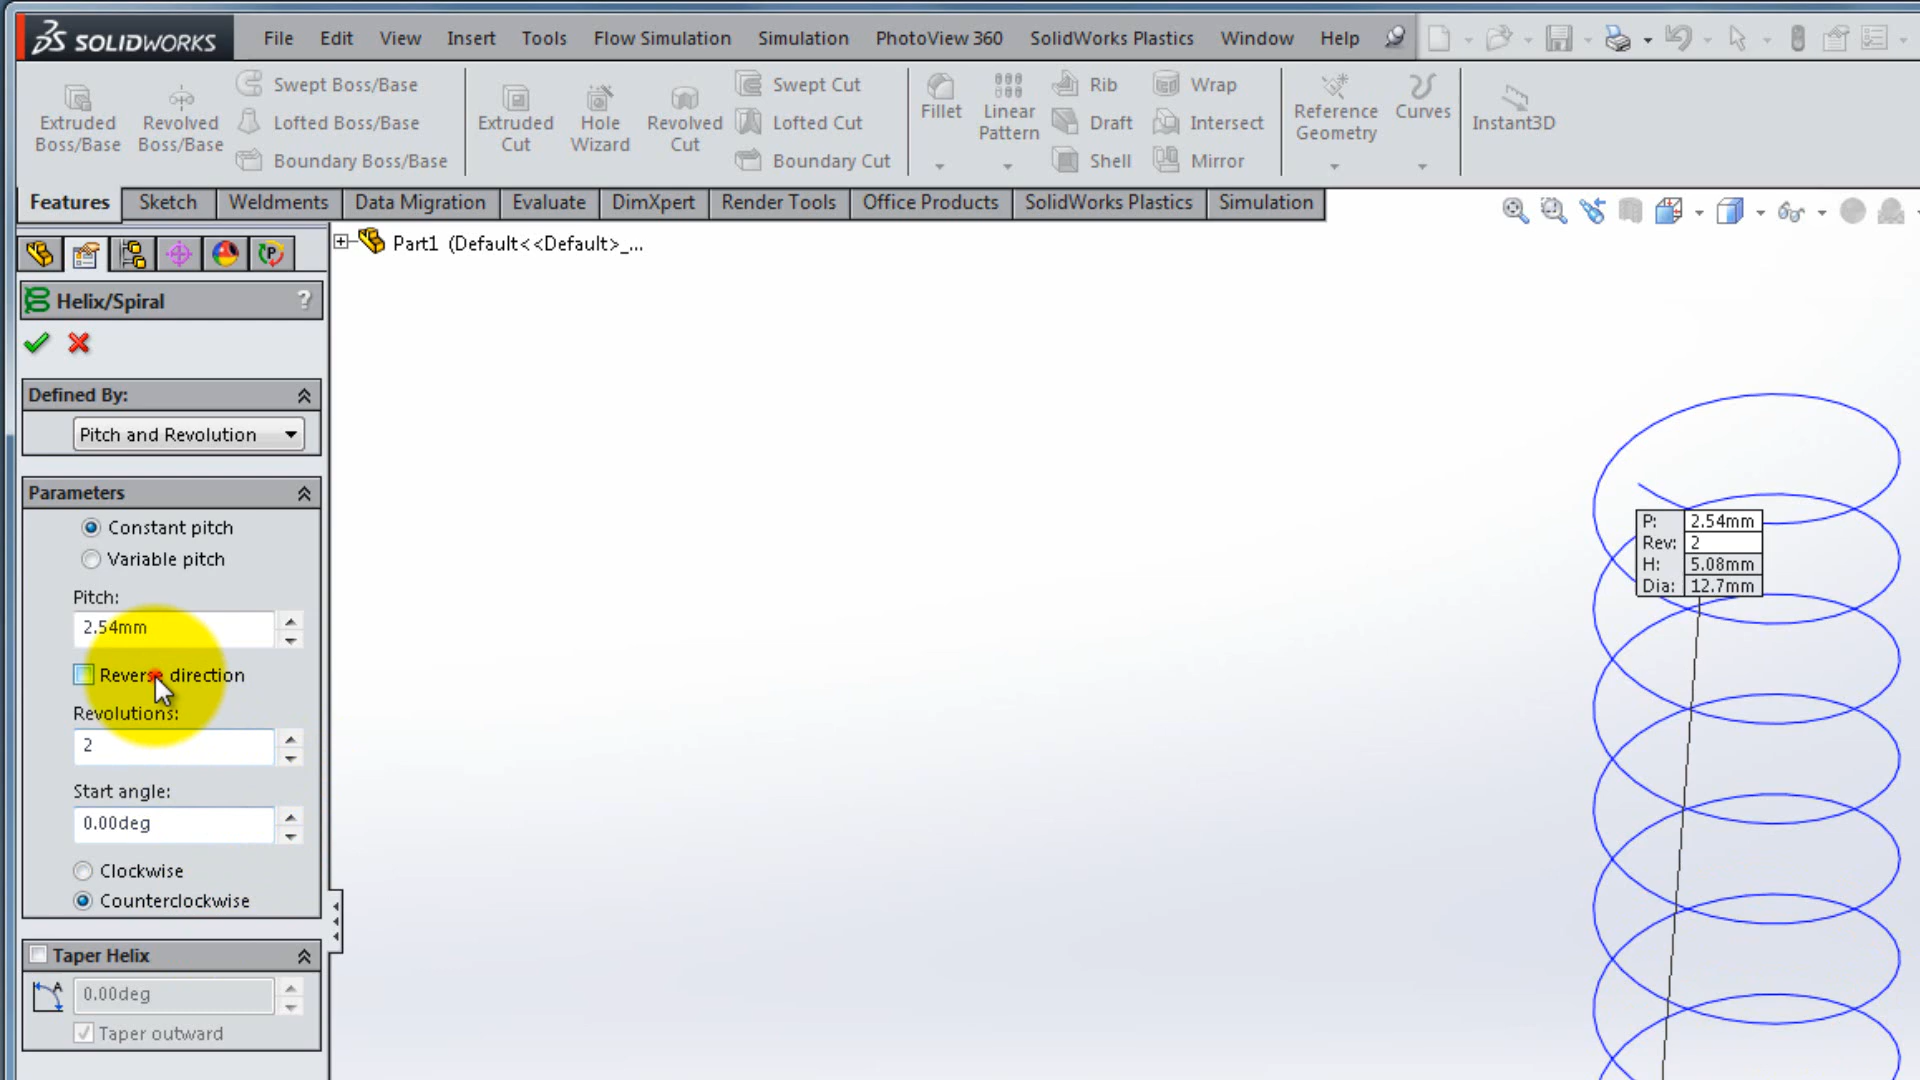 SOLIDWORKS File Edit View Insert Tools Flow Simulation Simulation PhotoView 360 SolidWorks Plastics Window Help
Extruded Boss/Base
Revolved Boss/Base
Swept Boss/Base
Lofted Boss/Base
Boundary Boss/Base
Extruded Cut
Hole Wizard
Revolved Cut
Swept Cut
Lofted Cut
Boundary Cut
Fillet
Linear Pattern
Rib
Draft
Shell
Wrap
Intersect
Mirror
Reference Geometry
Curves
Instant3D
Features Sketch Weldments Data Migration Evaluate DimXpert Render Tools Office Products SolidWorks Plastics Simulation
Part1 (Default<<Default>_...
Helix/Spiral ?
Defined By:
Pitch and Revolution
Parameters
Constant pitch
Variable pitch
Pitch:
2.54mm
Reverse direction
Revolutions:
2
Start angle:
0.00deg
Clockwise
Counterclockwise
Taper Helix
0.00deg
Taper outward
P: 2.54mm
Rev: 2
H: 5.08mm
Dia: 12.7mm